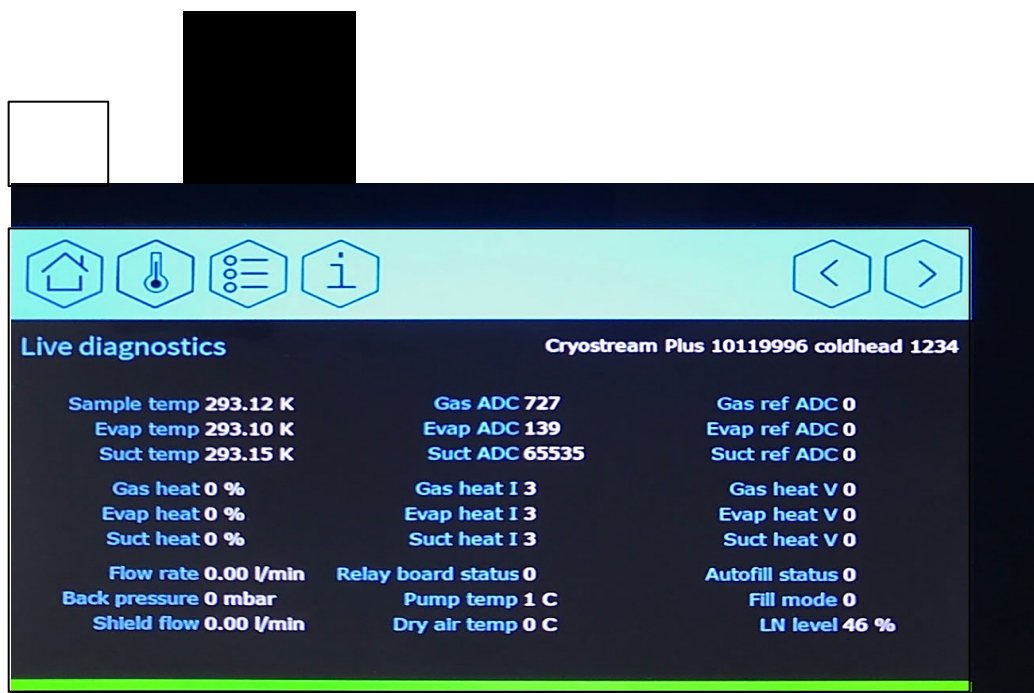 Live diagnostics
Cryostream Plus 10119996 coldhead 1234
Sample temp 293.12 K
Evap temp 293.10 K
Suct temp 293.15 K
Gas heat 0 %
Evap heat 0 %
Suct heat 0 %
Flow rate 0.00 l/min
Back pressure 0 mbar
Shield flow 0.00 l/min
Gas ADC 727
Evap ADC 139
Suct ADC 65535
Gas heat I 3
Evap heat I 3
Suct heat I 3
Relay board status 0
Pump temp 1 C
Dry air temp 0 C
Gas ref ADC 0
Evap ref ADC 0
Suct ref ADC 0
Gas heat V 0
Evap heat V 0
Suct heat V 0
Autofill status 0
Fill mode 0
LN level 46 %